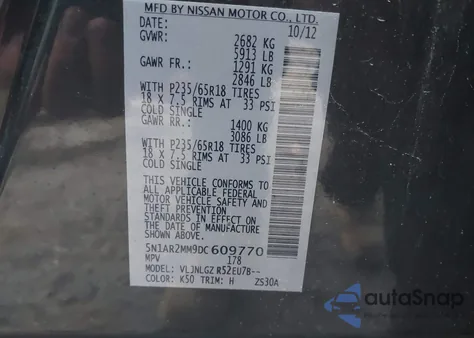 MFD BY NISSAN MOTOR CO., LTD.
DATE: 10/12
GVWR: 2682 KG
5913 LB
GAWR FR.: 1291 KG
2846 LB
WITH P235/65R18 TIRES
18 X 7.5 RIMS AT 33 PSI
COLD SINGLE
GAWR RR.: 1400 KG
3086 LB
WITH P235/65R18 TIRES
18 X 7.5 RIMS AT 33 PSI
COLD SINGLE
THIS VEHICLE CONFORMS TO
ALL APPLICABLE FEDERAL
MOTOR VEHICLE SAFETY AND
THEFT PREVENTION
STANDARDS IN EFFECT ON
THE DATE OF MANUFACTURE
SHOWN ABOVE.
5N1AR2MM9DC609770
MPV 178
MODEL: VLJNLGZ R52EU7B--
COLOR: K50 TRIM: H ZS30A
autoSnap